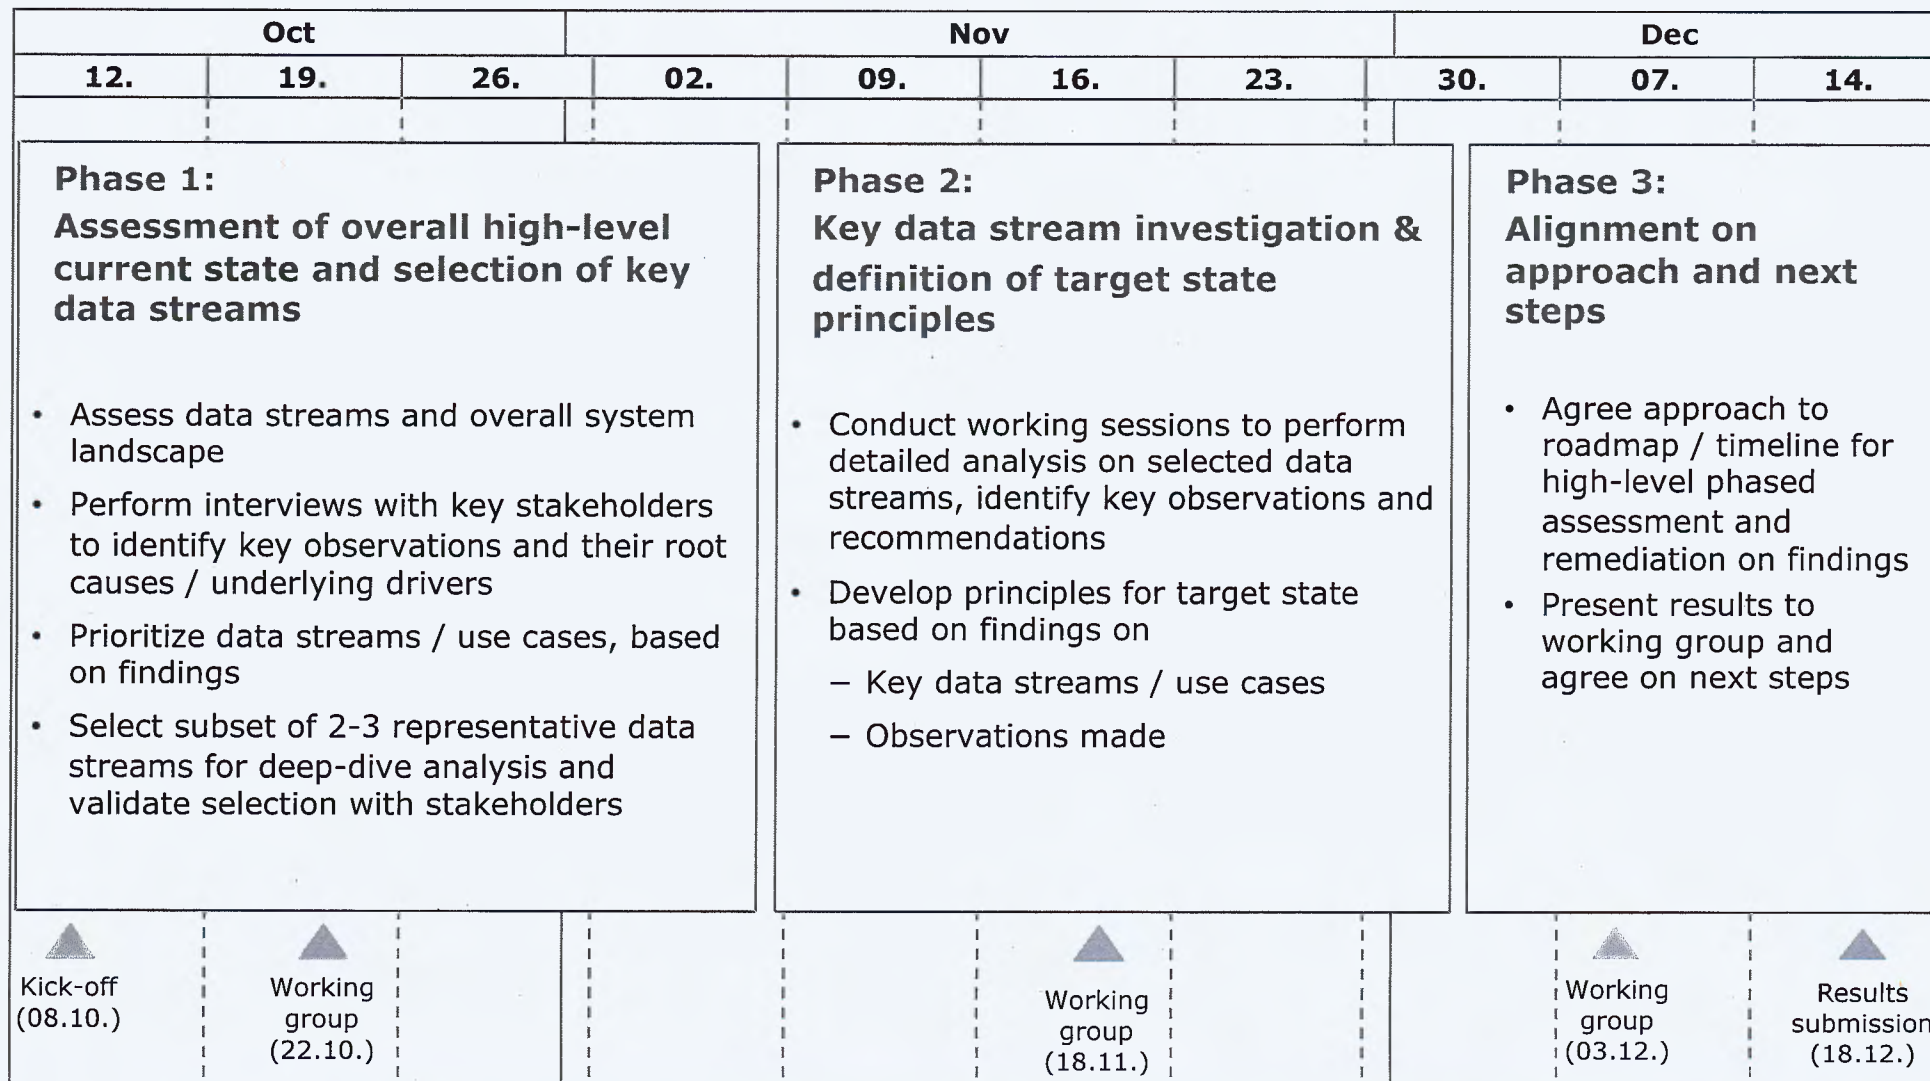 Oct Nov Dec
12. 19. 26. 02. 09. 16. 23. 30. 07. 14.
Phase 1:
Assessment of overall high-level
current state and selection of key
data streams
• Assess data streams and overall system
landscape
• Perform interviews with key stakeholders
to identify key observations and their root
causes / underlying drivers
• Prioritize data streams / use cases, based
on findings
• Select subset of 2-3 representative data
streams for deep-dive analysis and
validate selection with stakeholders
Phase 2:
Key data stream investigation &
definition of target state
principles
• Conduct working sessions to perform
detailed analysis on selected data
streams, identify key observations and
recommendations
• Develop principles for target state
based on findings on
– Key data streams / use cases
– Observations made
Phase 3:
Alignment on
approach and next
steps
• Agree approach to
roadmap / timeline for
high-level phased
assessment and
remediation on findings
• Present results to
working group and
agree on next steps
Kick-off
(08.10.)
Working
group
(22.10.)
Working
group
(18.11.)
Working
group
(03.12.)
Results
submission
(18.12.)